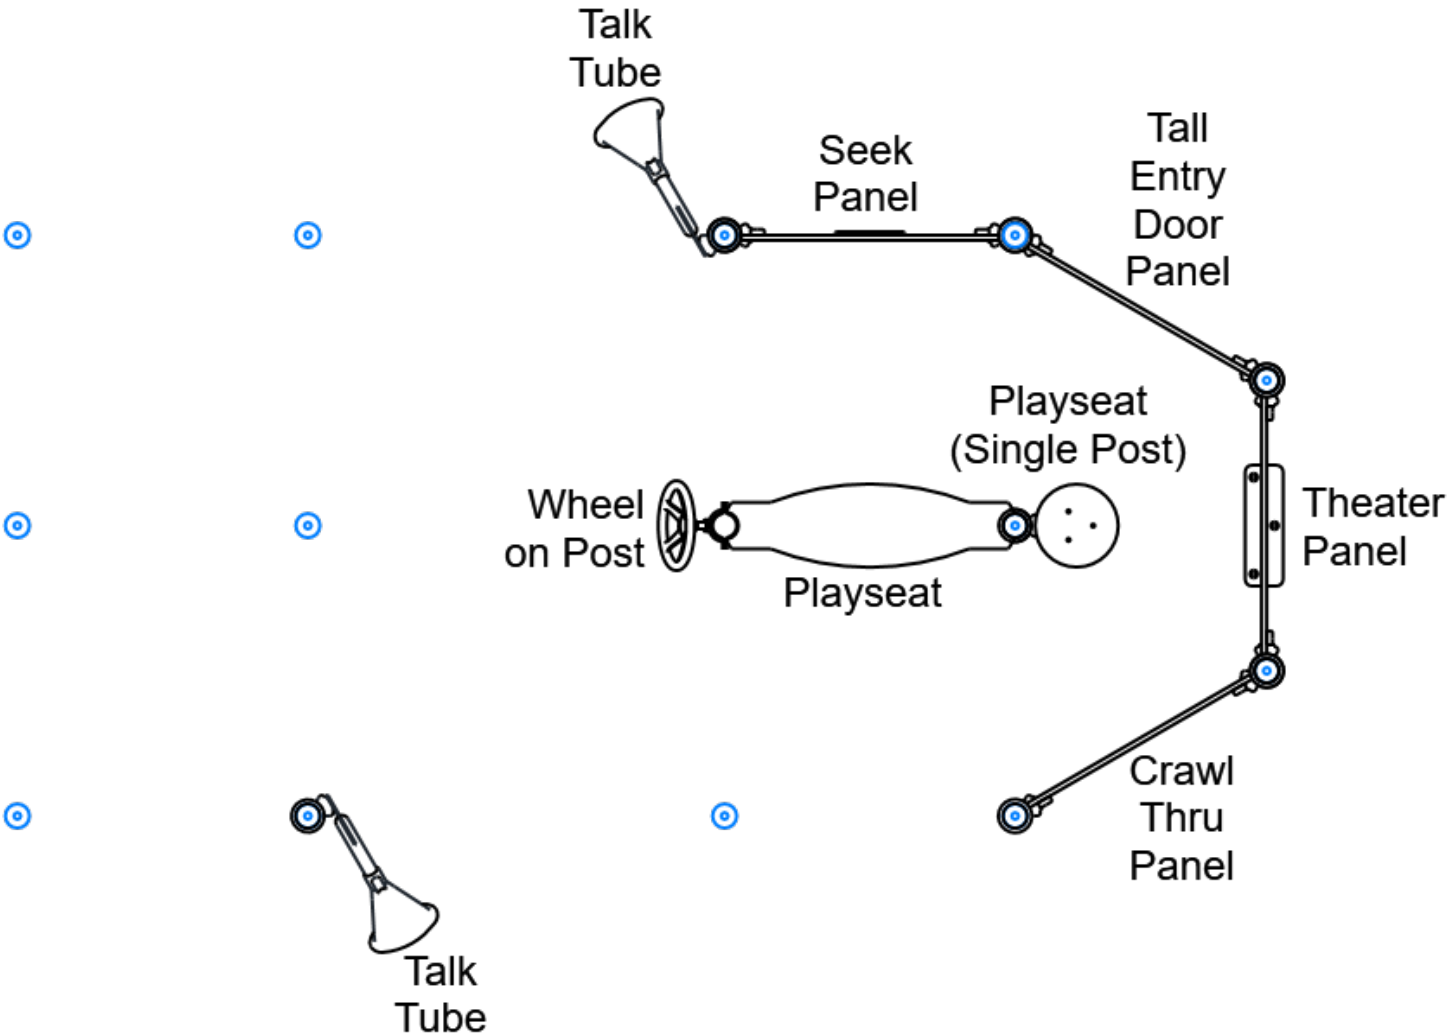 Talk
Tube
Seek
Panel
Tall
Entry
Door
Panel
Playseat
(Single Post)
Wheel
on Post
Playseat
Theater
Panel
Crawl
Thru
Panel
Talk
Tube